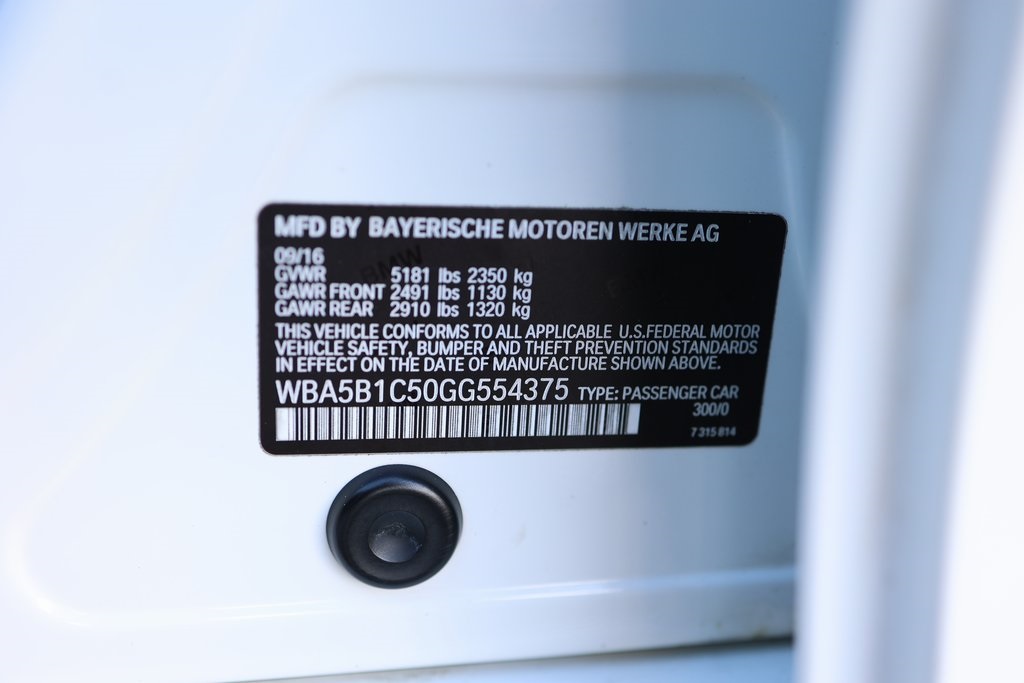 MFD BY BAYERISCHE MOTOREN WERKE AG
09/16
GVWR 5181 lbs 2350 kg
GAWR FRONT 2491 lbs 1130 kg
GAWR REAR 2910 lbs 1320 kg
THIS VEHICLE CONFORMS TO ALL APPLICABLE U.S.FEDERAL MOTOR
VEHICLE SAFETY, BUMPER AND THEFT PREVENTION STANDARDS
IN EFFECT ON THE DATE OF MANUFACTURE SHOWN ABOVE.
WBA5B1C50GG554375 TYPE: PASSENGER CAR
300/0
7 315 814